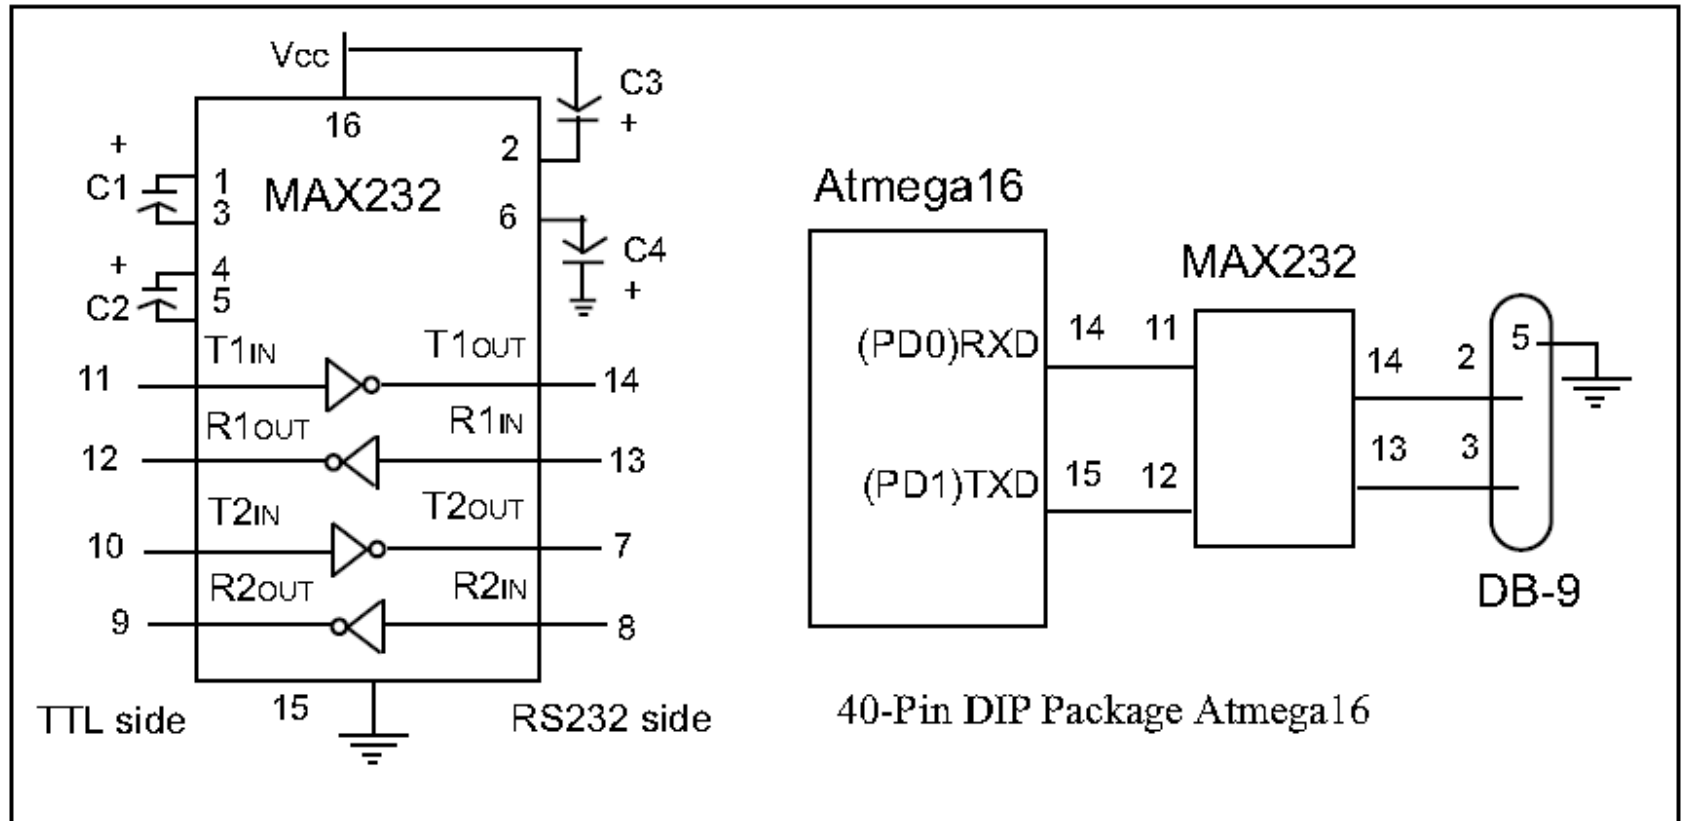 Vcc
C3
+
16
2
+
C1
1
MAX232
3
6
C4
+
+
4
C2
5
T1IN
T1OUT
11
14
R1OUT
R1IN
12
13
T2IN
T2OUT
10
7
R2OUT
R2IN
9
8
15
TTL side
RS232 side
Atmega16
MAX232
(PD0)RXD
14
11
14
2
5
(PD1)TXD
15
12
13
3
DB-9
40-Pin DIP Package Atmega16